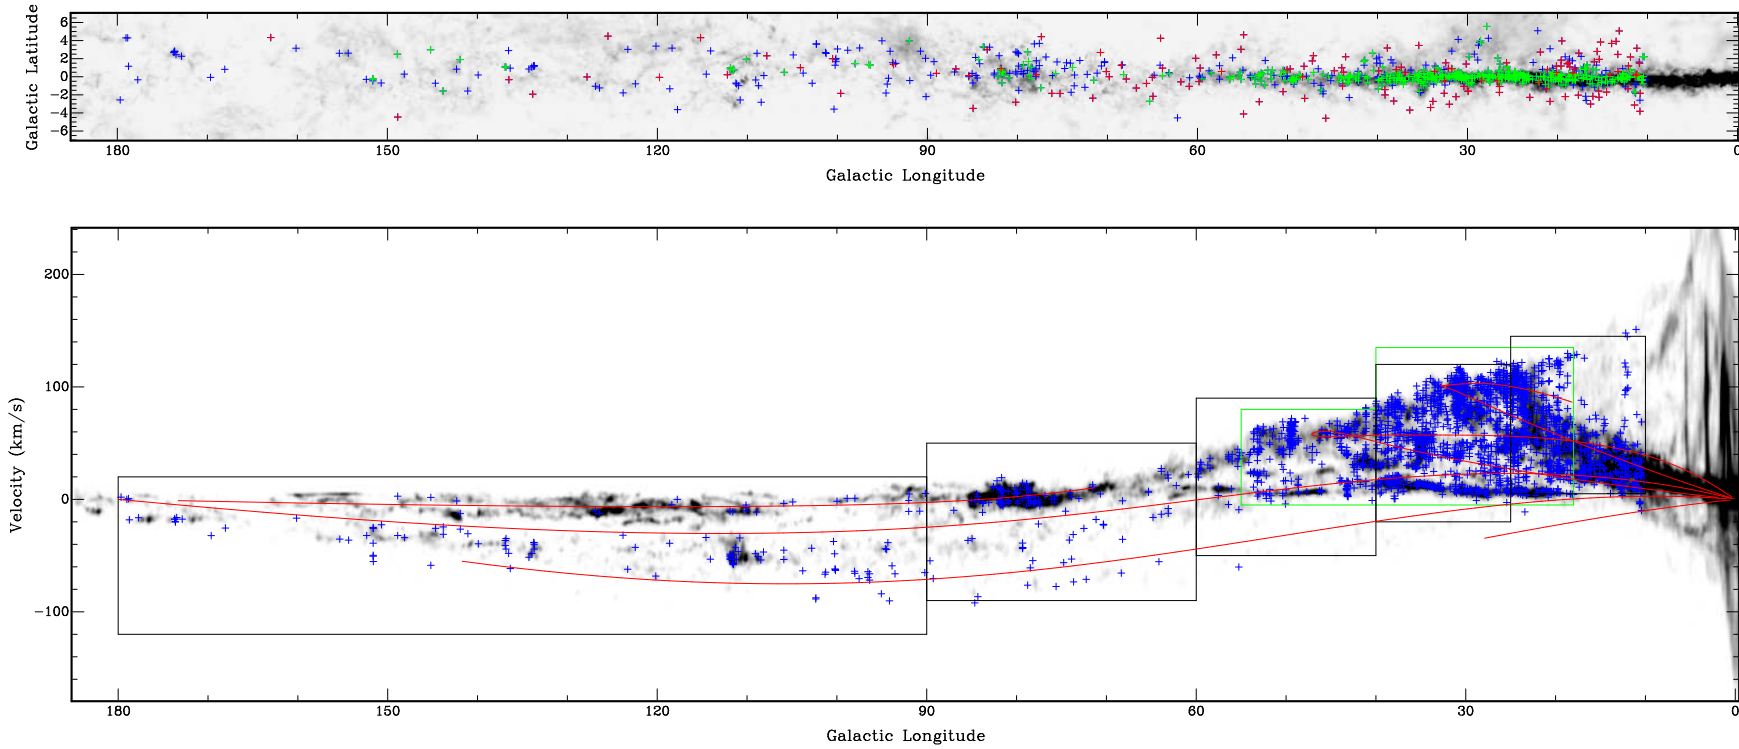 Galactic Latitude
6
4
2
0
−2
−4
−6
180 150 120 90 60 30 0
Galactic Longitude
Velocity (km/s)
200
100
0
−100
180 150 120 90 60 30 0
Galactic Longitude